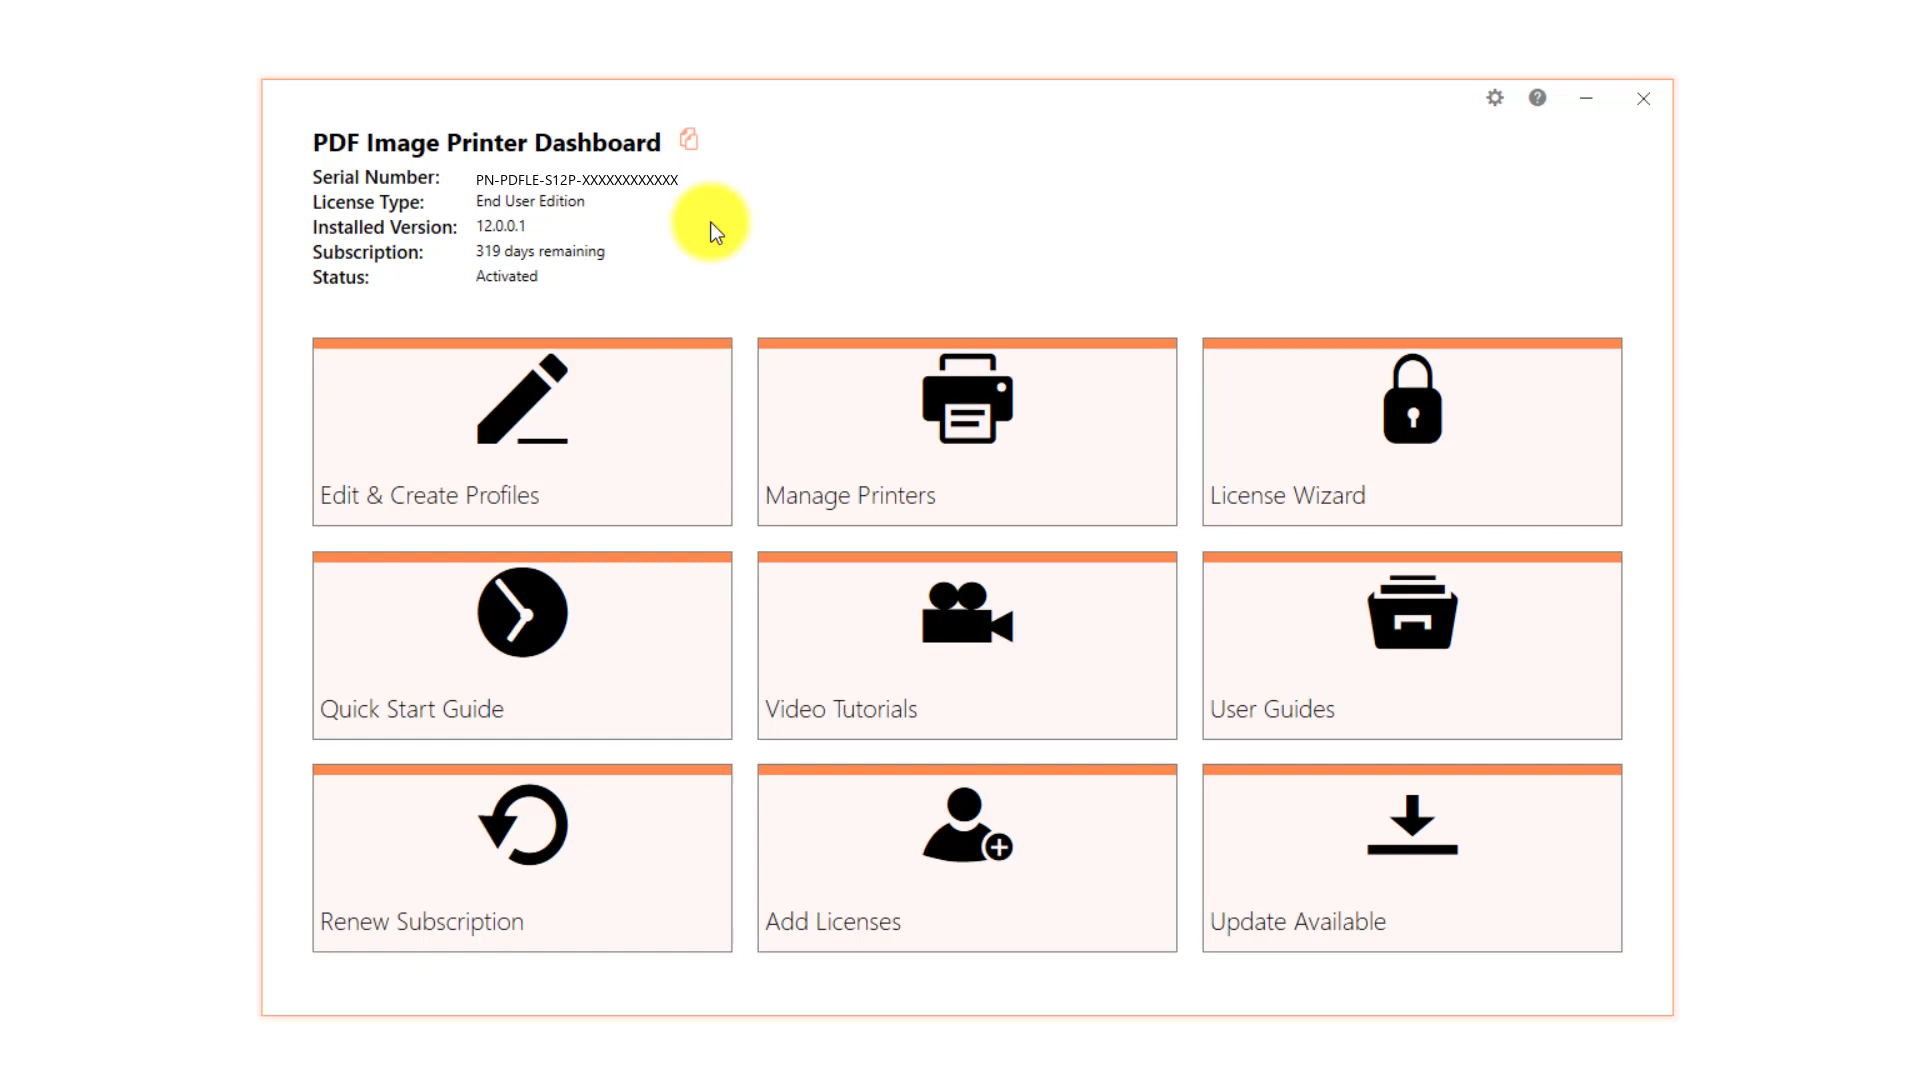 PDF Image Printer Dashboard
Serial Number: PN-PDFLE-S12P-XXXXXXXXXXXX
License Type: End User Edition
Installed Version: 12.0.0.1
Subscription: 319 days remaining
Status: Activated
Edit & Create Profiles
Manage Printers
License Wizard
Quick Start Guide
Video Tutorials
User Guides
Renew Subscription
Add Licenses
Update Available